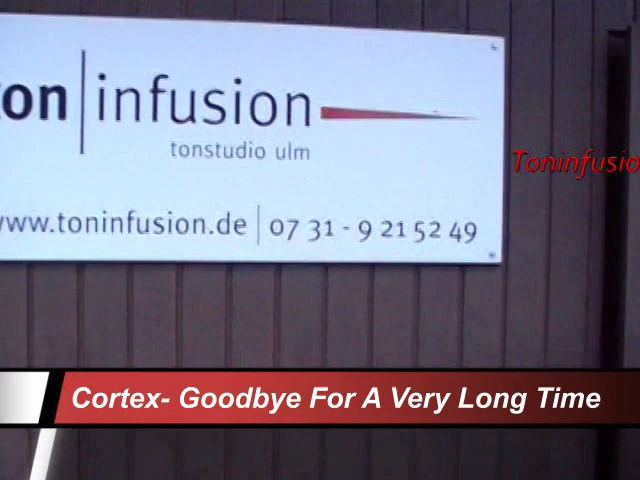 ton infusion
tonstudio ulm
Toninfusio
www.toninfusion.de 07 31 - 9 21 52 49
Cortex- Goodbye For A Very Long Time